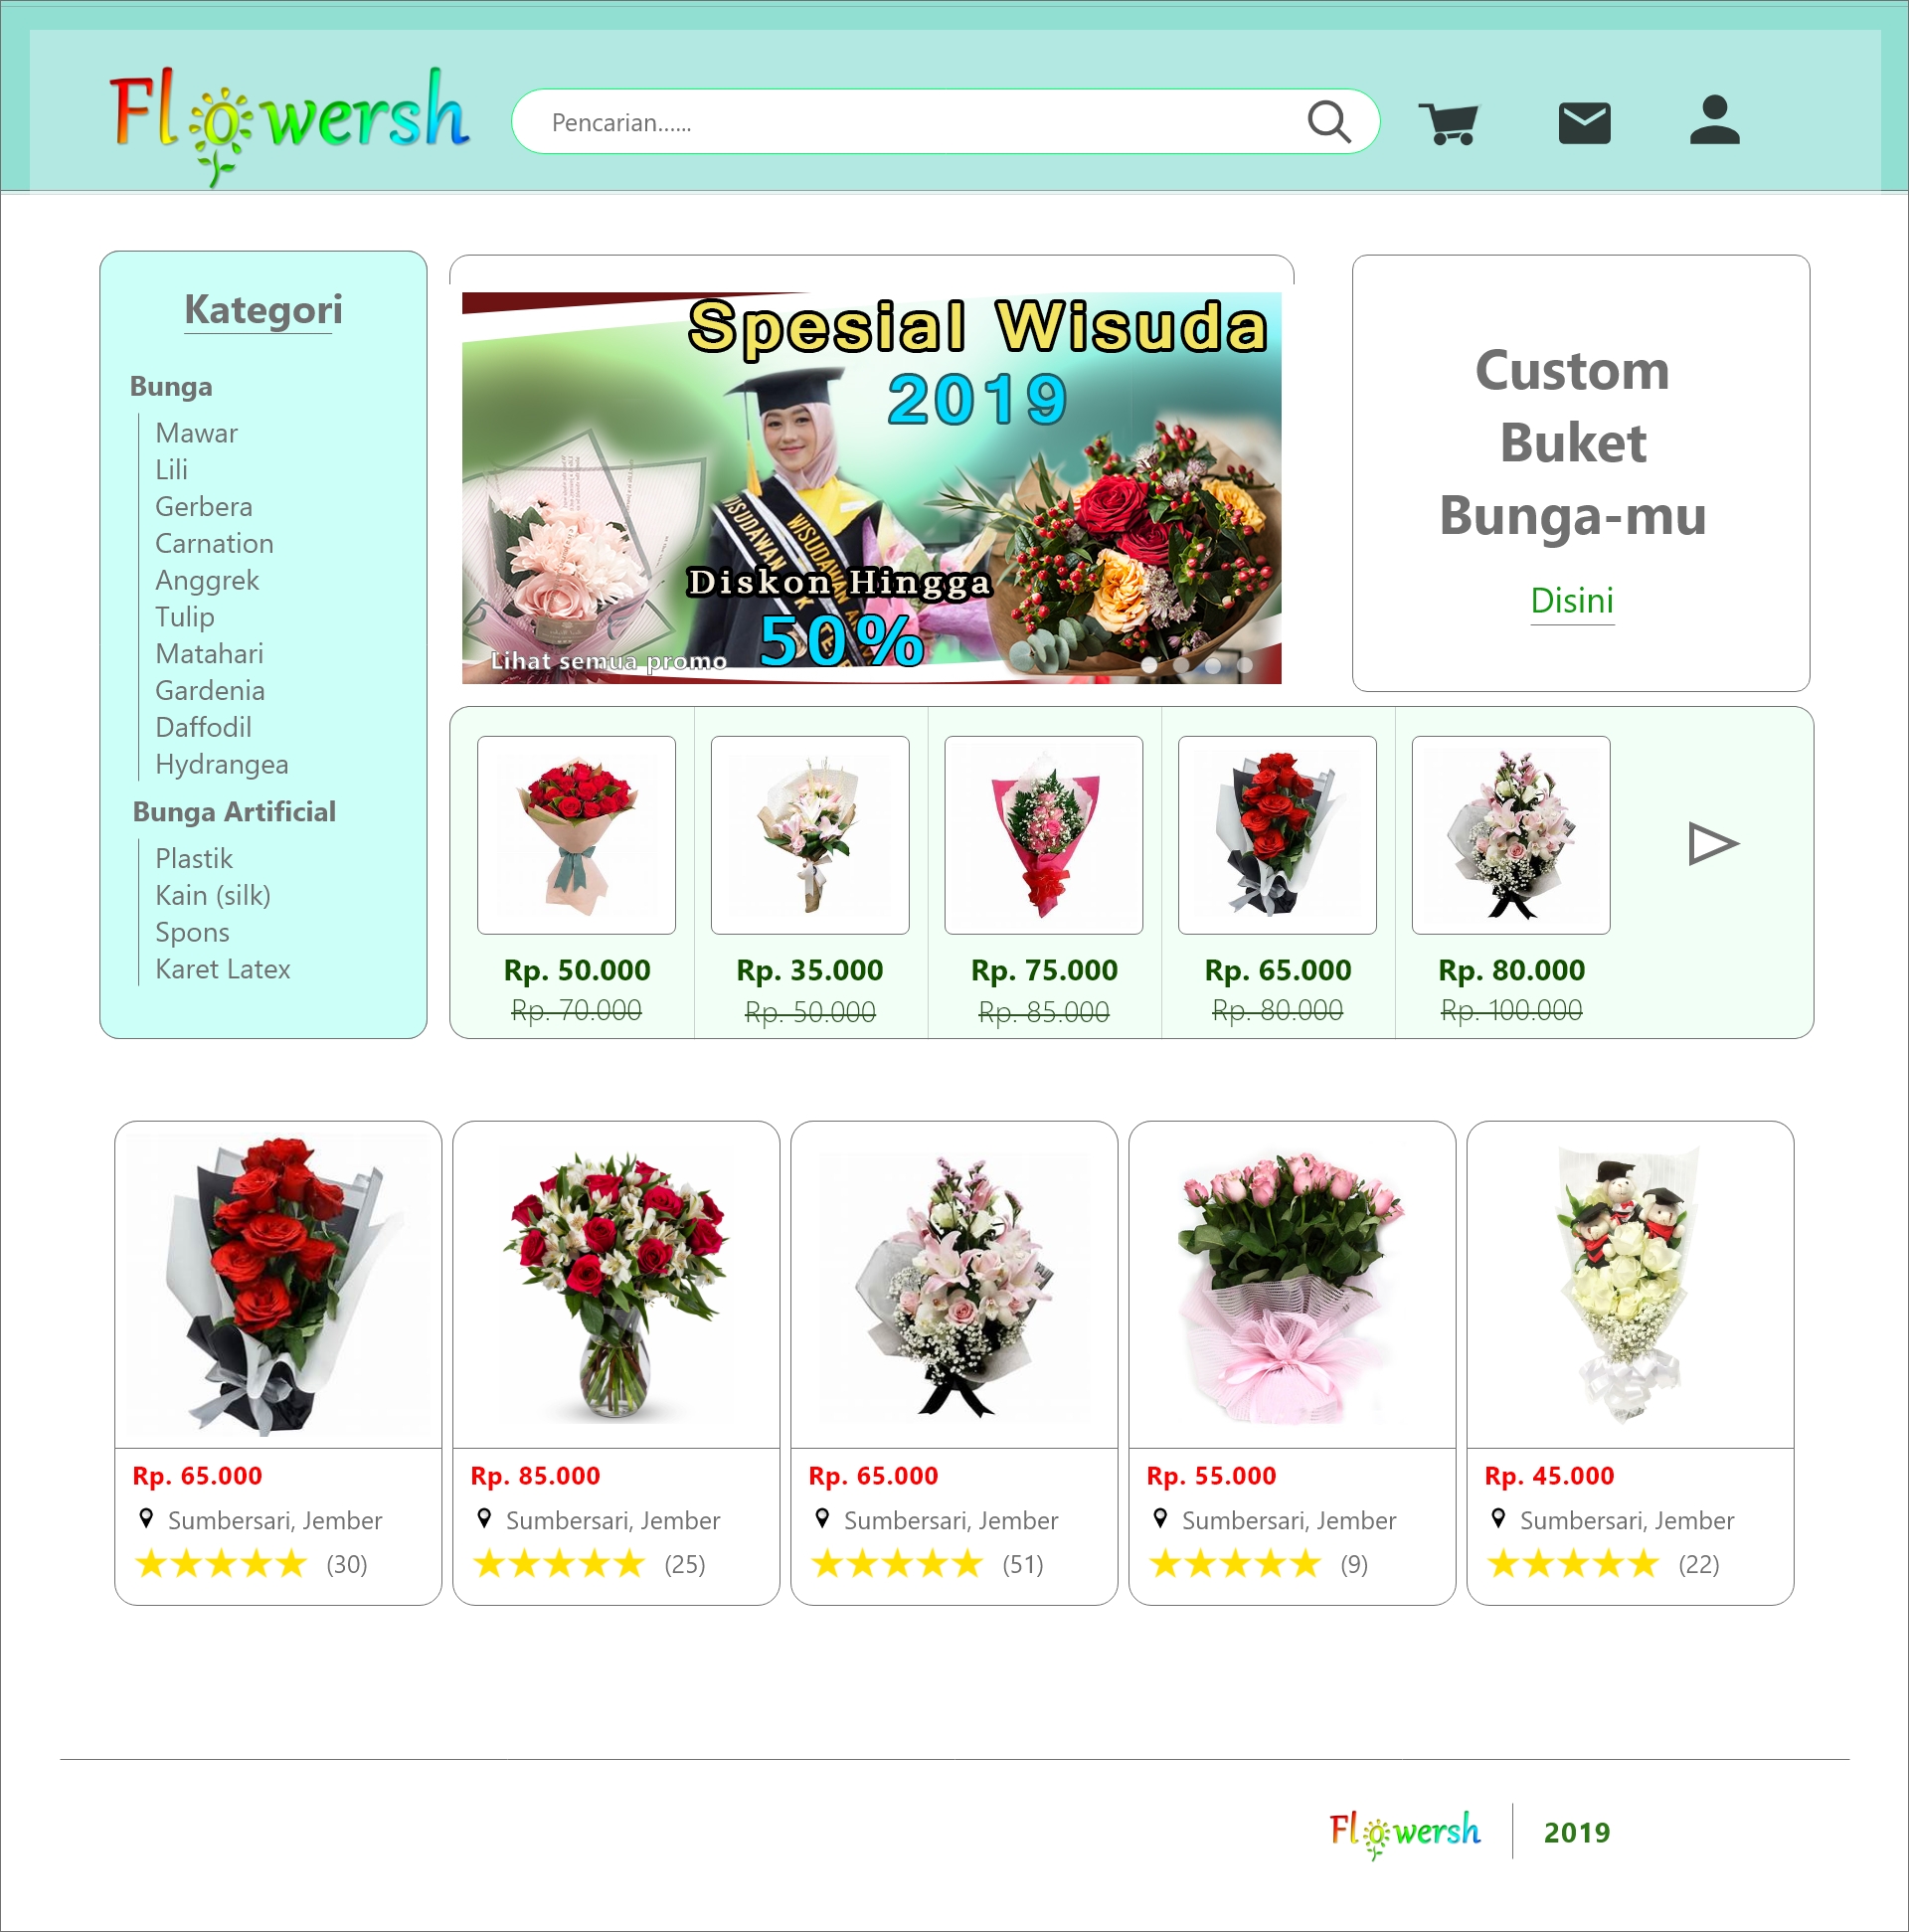 Flowersh
Pencarian......
Kategori
Bunga
Mawar
Lili
Gerbera
Carnation
Anggrek
Tulip
Matahari
Gardenia
Daffodil
Hydrangea
Bunga Artificial
Plastik
Kain (silk)
Spons
Karet Latex
Spesial Wisuda
2019
WISUDAWAN
Diskon Hingga
50%
Lihat semua promo
Custom
Buket
Bunga-mu
Disini
Rp. 50.000
Rp. 70.000
Rp. 35.000
Rp. 50.000
Rp. 75.000
Rp. 85.000
Rp. 65.000
Rp. 80.000
Rp. 80.000
Rp. 100.000
Rp. 65.000
Sumbersari, Jember
(30)
Rp. 85.000
Sumbersari, Jember
(25)
Rp. 65.000
Sumbersari, Jember
(51)
Rp. 55.000
Sumbersari, Jember
(9)
Rp. 45.000
Sumbersari, Jember
(22)
Flowersh
2019